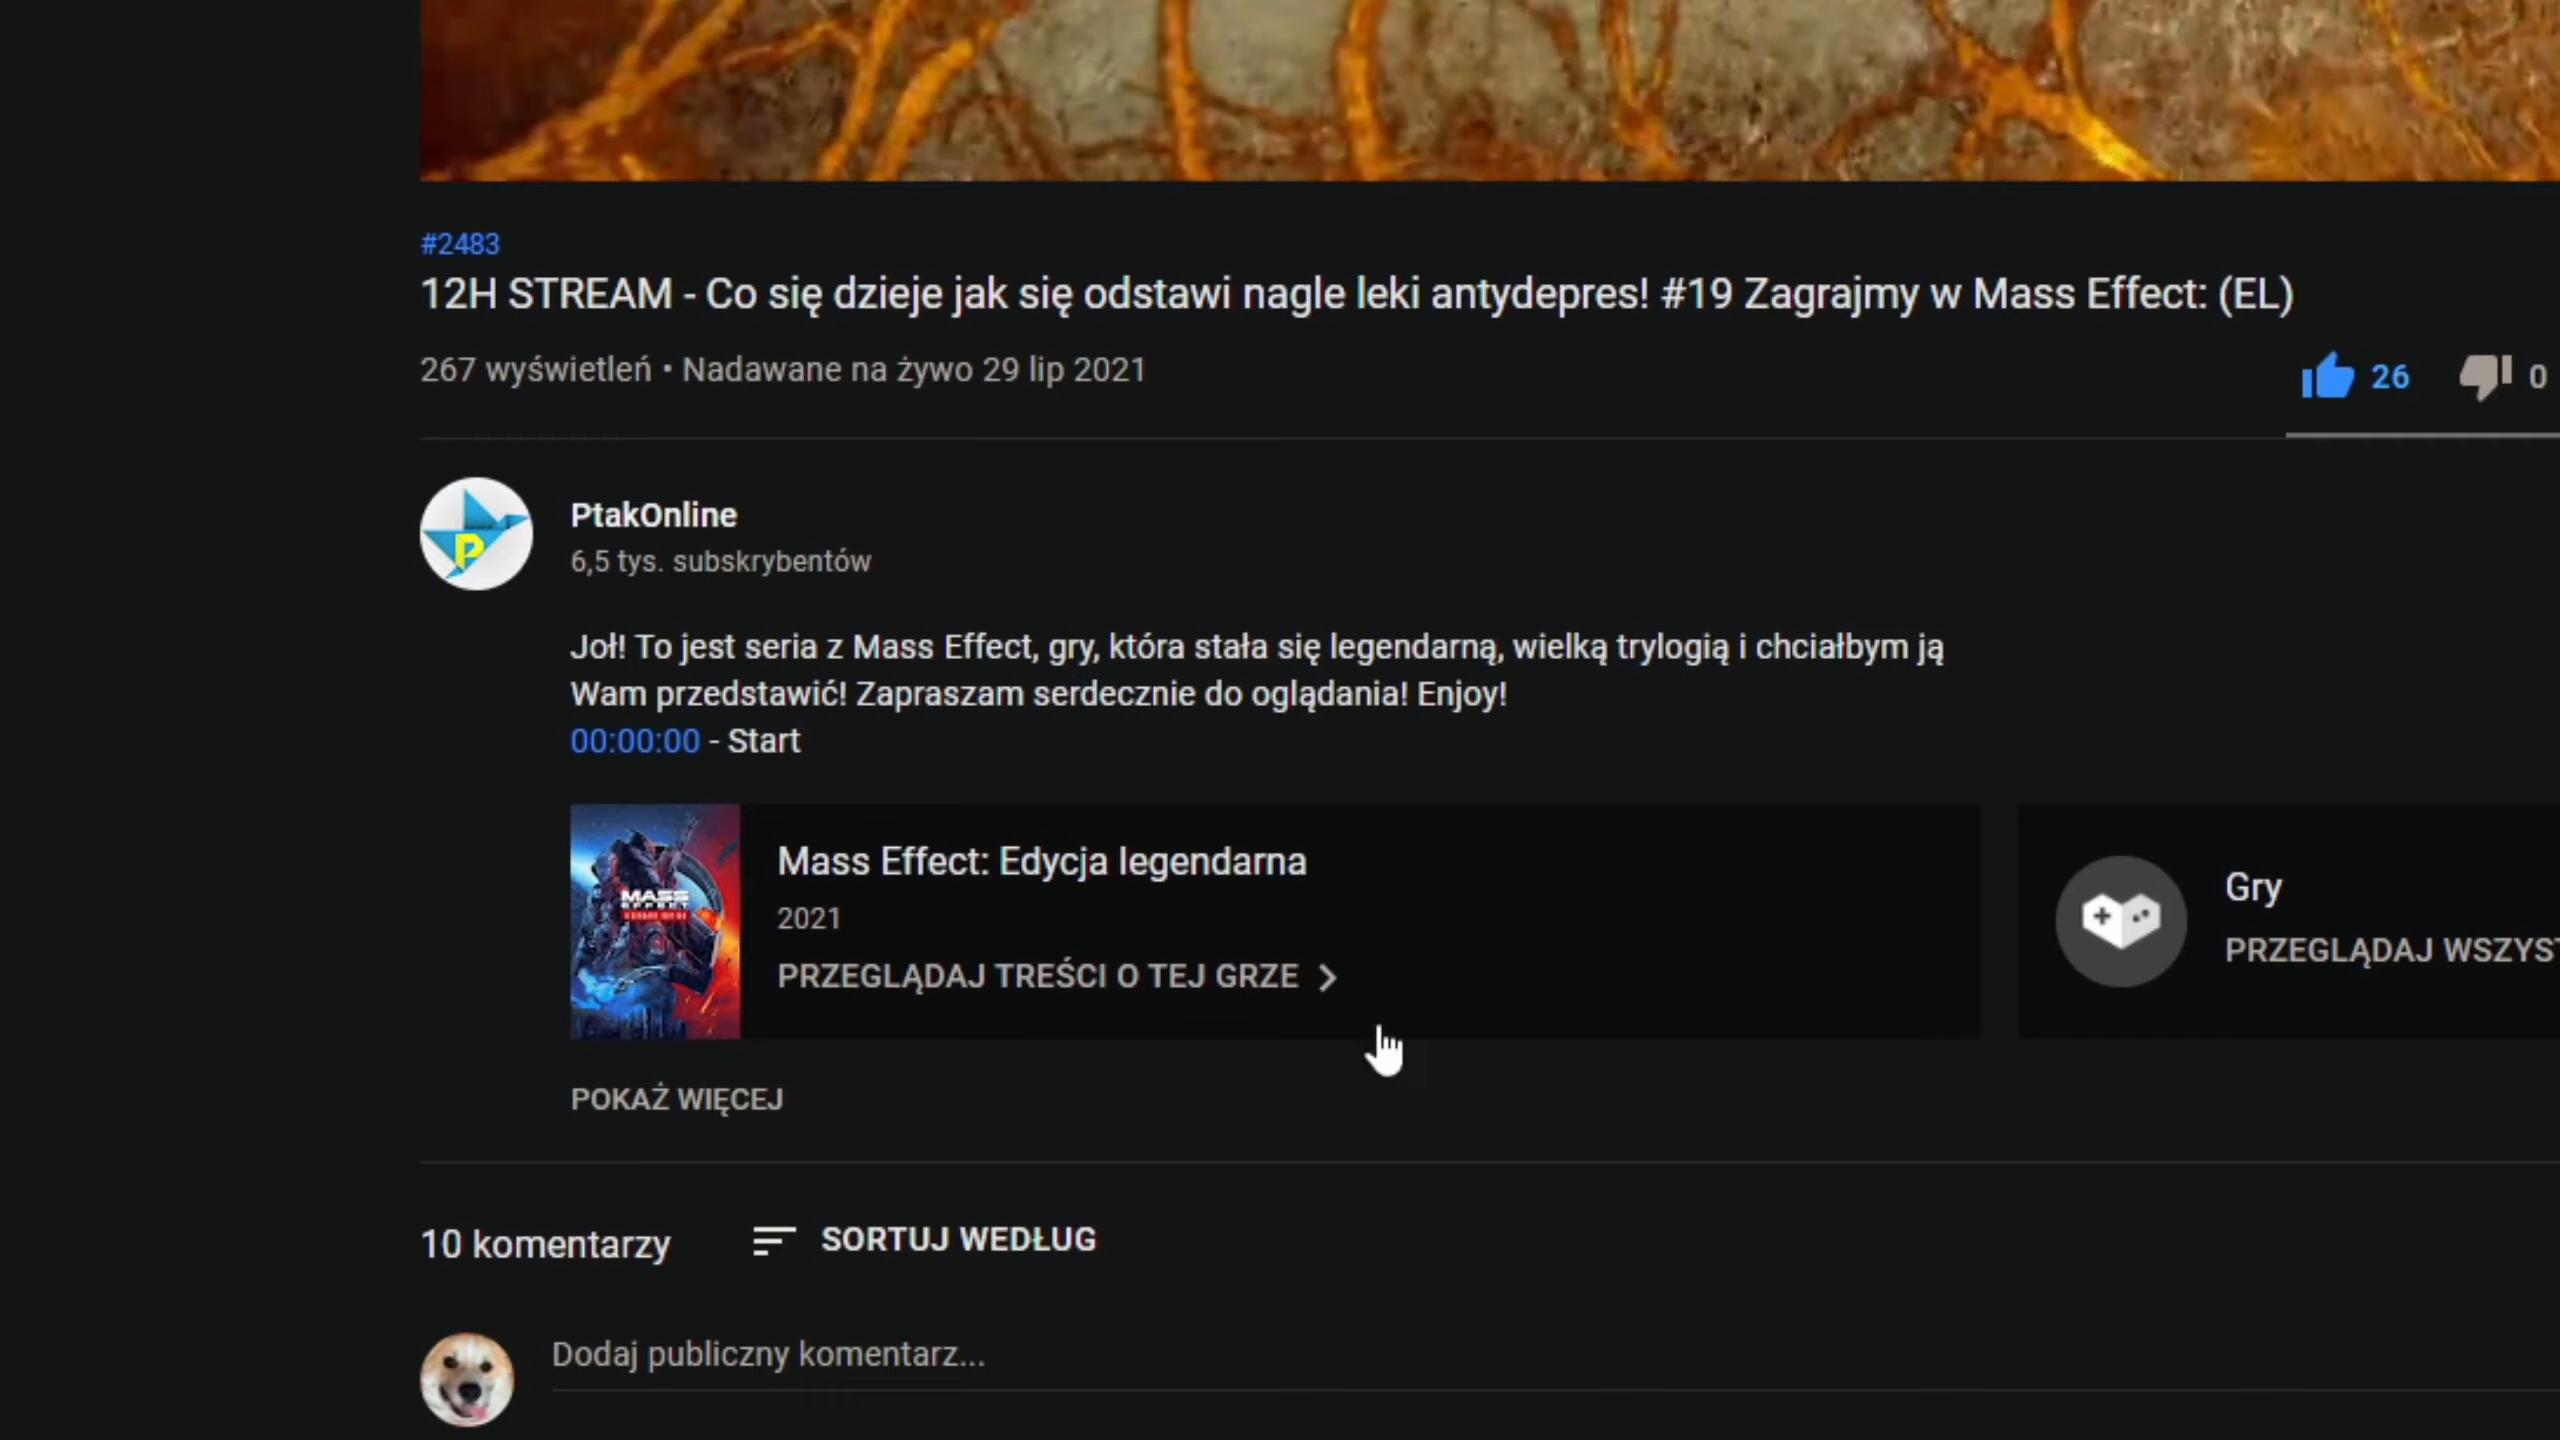 #2483
12H STREAM - Co się dzieje jak się odstawi nagle leki antydepres! #19 Zagrajmy w Mass Effect: (EL)
267 wyświetleń • Nadawane na żywo 29 lip 2021
26
0
P
PtakOnline
6,5 tys. subskrybentów
Joł! To jest seria z Mass Effect, gry, która stała się legendarną, wielką trylogią i chciałbym ją
Wam przedstawić! Zapraszam serdecznie do oglądania! Enjoy!
00:00:00 - Start
MASS
EFFECT
Mass Effect: Edycja legendarna
2021
PRZEGLĄDAJ TREŚCI O TEJ GRZE
Gry
PRZEGLĄDAJ WSZYST
POKAŻ WIĘCEJ
10 komentarzy
SORTUJ WEDŁUG
Dodaj publiczny komentarz...